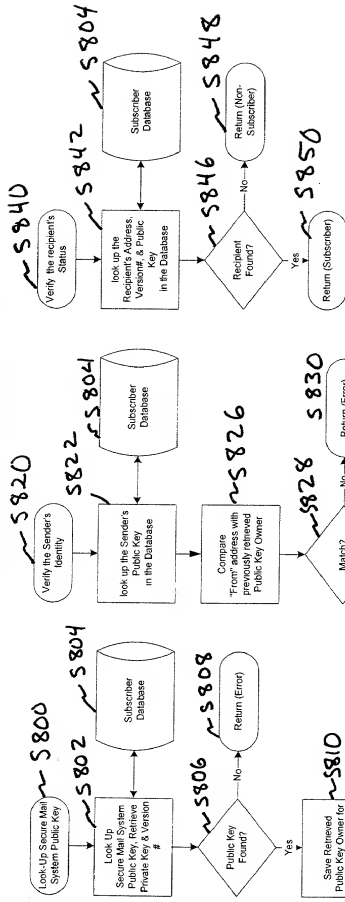 Look-Up Secure Mail
System Public Key
S800
Look Up
Secure Mail System
Public Key, Retrieve
Private Key & Version
#
S802
Subscriber
Database
S804
Public Key
Found?
S806
No
Return (Error)
S808
Yes
Save Retrieved
Public Key Owner for
S810
Verify the Sender's
Identity
S820
look up the Sender's
Public Key
in the Database
S822
Subscriber
Database
S804
Compare
"From" address with
previously retrieved
Public Key Owner
S826
Match?
S828
No
Return (Error)
S830
Verify the recipient's
Status
S840
look up the
Recipient's Address,
Version#, & Public
Key
in the Database
S842
Subscriber
Database
S804
Recipient
Found?
S846
No
Return (Non-
Subscriber)
S848
Yes
Return (Subscriber)
S850